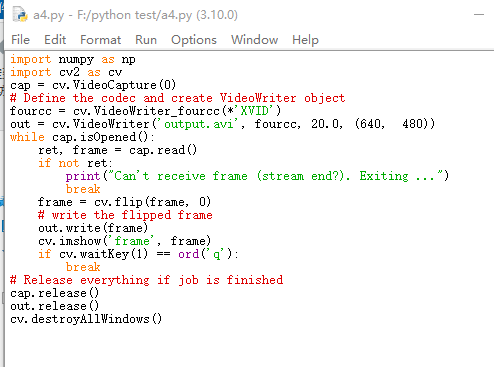 a4.py - F:/python test/a4.py (3.10.0)
File Edit Format Run Options Window Help
import numpy as np
import cv2 as cv
cap = cv.VideoCapture(0)
# Define the codec and create VideoWriter object
fourcc = cv.VideoWriter_fourcc(*'XVID')
out = cv.VideoWriter('output.avi', fourcc, 20.0, (640,  480))
while cap.isOpened():
    ret, frame = cap.read()
    if not ret:
        print("Can't receive frame (stream end?). Exiting ...")
        break
    frame = cv.flip(frame, 0)
    # write the flipped frame
    out.write(frame)
    cv.imshow('frame', frame)
    if cv.waitKey(1) == ord('q'):
        break
# Release everything if job is finished
cap.release()
out.release()
cv.destroyAllWindows()